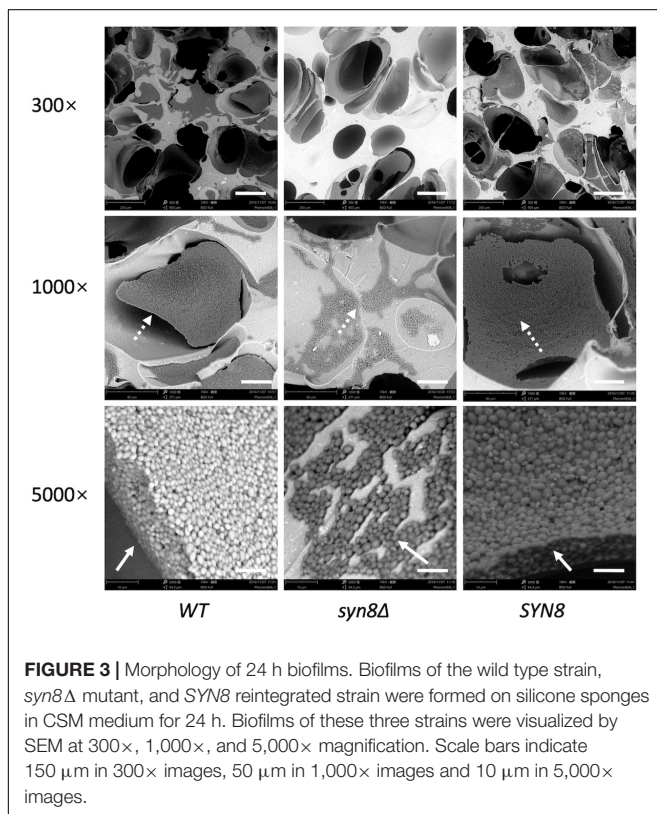 300×
1000×
5000×
WT
syn8Δ
SYN8
FIGURE 3 | Morphology of 24 h biofilms. Biofilms of the wild type strain,
syn8Δ mutant, and SYN8 reintegrated strain were formed on silicone sponges
in CSM medium for 24 h. Biofilms of these three strains were visualized by
SEM at 300×, 1,000×, and 5,000× magnification. Scale bars indicate
150 μm in 300× images, 50 μm in 1,000× images and 10 μm in 5,000×
images.